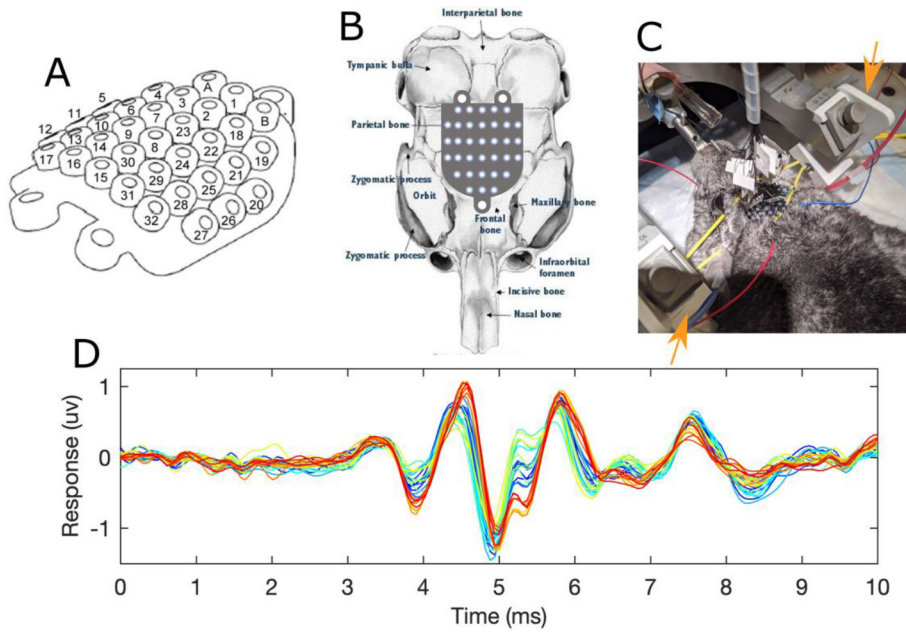 A
5
4
A
11
6
3
1
12
10
7
2
B
13
9
23
18
17
16
14
8
22
19
30
24
21
15
29
25
20
31
28
26
32
27
B
Interparietal bone
Tympanic bulla
Parietal bone
Zygomatic process
Orbit
Maxillary bone
Frontal
bone
Zygomatic process
Infraorbital
foramen
Incisive bone
Nasal bone
C
D
Response (uv)
1
0
-1
0 1 2 3 4 5 6 7 8 9 10
Time (ms)